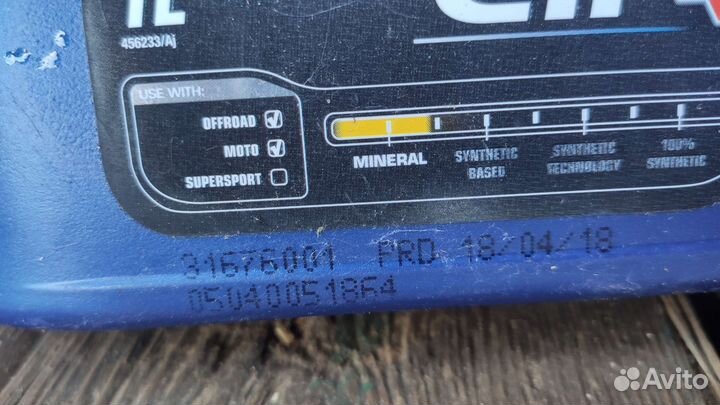 1L
456233/Aj
USE WITH:
OFFROAD
MOTO
SUPERSPORT
MINERAL
SYNTHETIC BASED
SYNTHETIC TECHNOLOGY
100% SYNTHETIC
81676001 PRD 18/04/18
05040051864
Avito